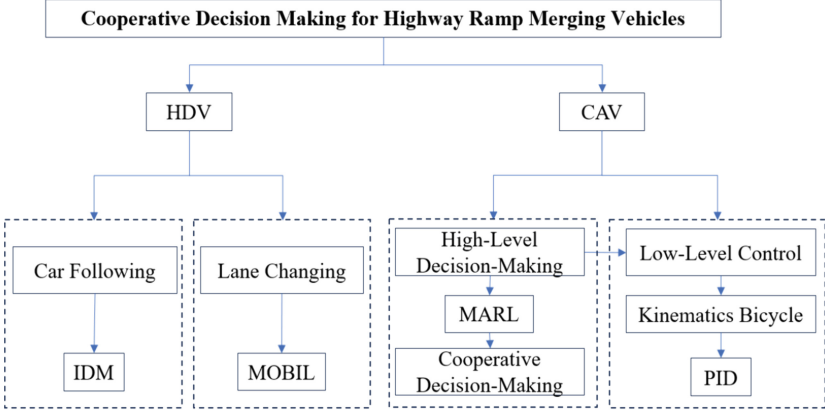 Cooperative Decision Making for Highway Ramp Merging Vehicles
HDV
CAV
Car Following
IDM
Lane Changing
MOBIL
High-Level
Decision-Making
MARL
Cooperative
Decision-Making
Low-Level Control
Kinematics Bicycle
PID